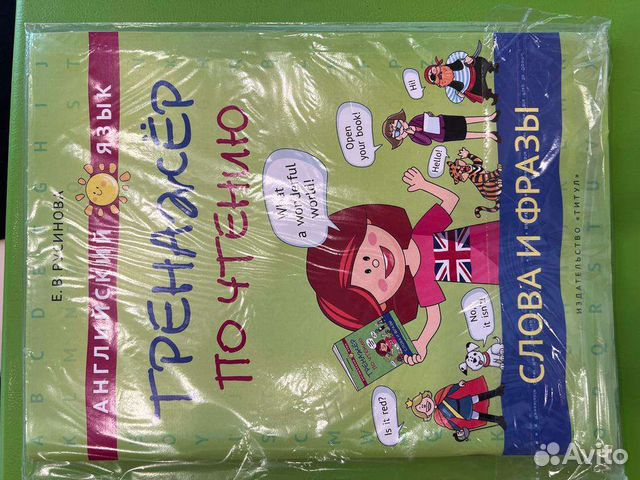 Е.В.РУСИНОВА
АНГЛИЙСКИЙ ЯЗЫК
ТРЕНАЖЁР
ПО ЧТЕНИЮ
What
a wonderful
world!
Open
your book!
Hi!
Hello!
No,
it isn't!
Is it red?
СЛОВА И ФРАЗЫ
ИЗДАТЕЛЬСТВО «ТИТУЛ»
Avito